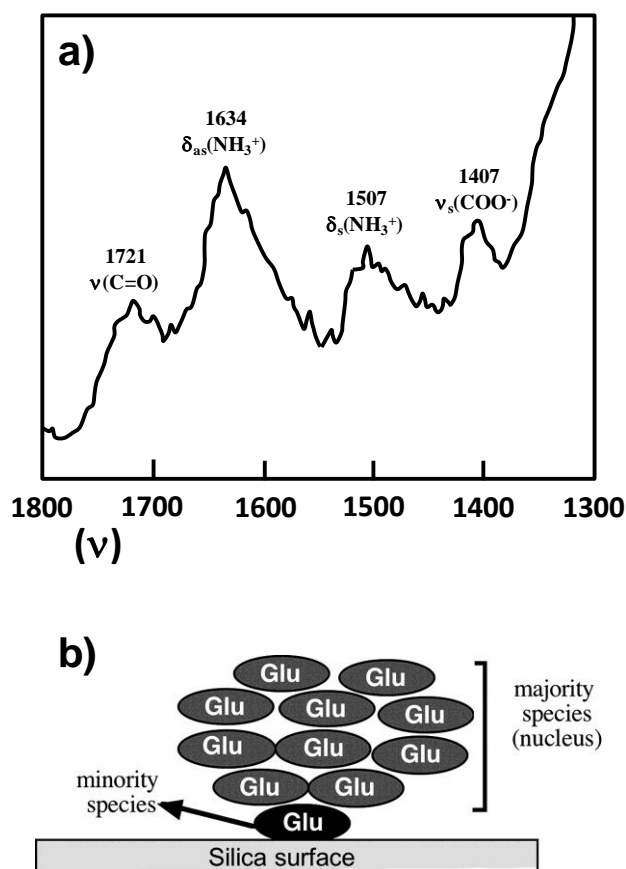 a)
1634
δas(NH3+)
1507
δs(NH3+)
1407
νs(COO-)
1721
ν(C=O)
1800 1700 1600 1500 1400 1300
(ν)
b)
Glu Glu
Glu Glu Glu
Glu Glu Glu
Glu Glu
Glu
majority
species
(nucleus)
minority
species
Silica surface